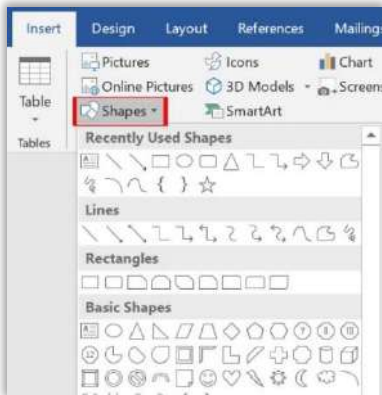 Insert Design Layout References Mailings
Pictures Icons Chart
Online Pictures 3D Models Screens
Table Shapes SmartArt
Tables Recently Used Shapes
Lines
Rectangles
Basic Shapes